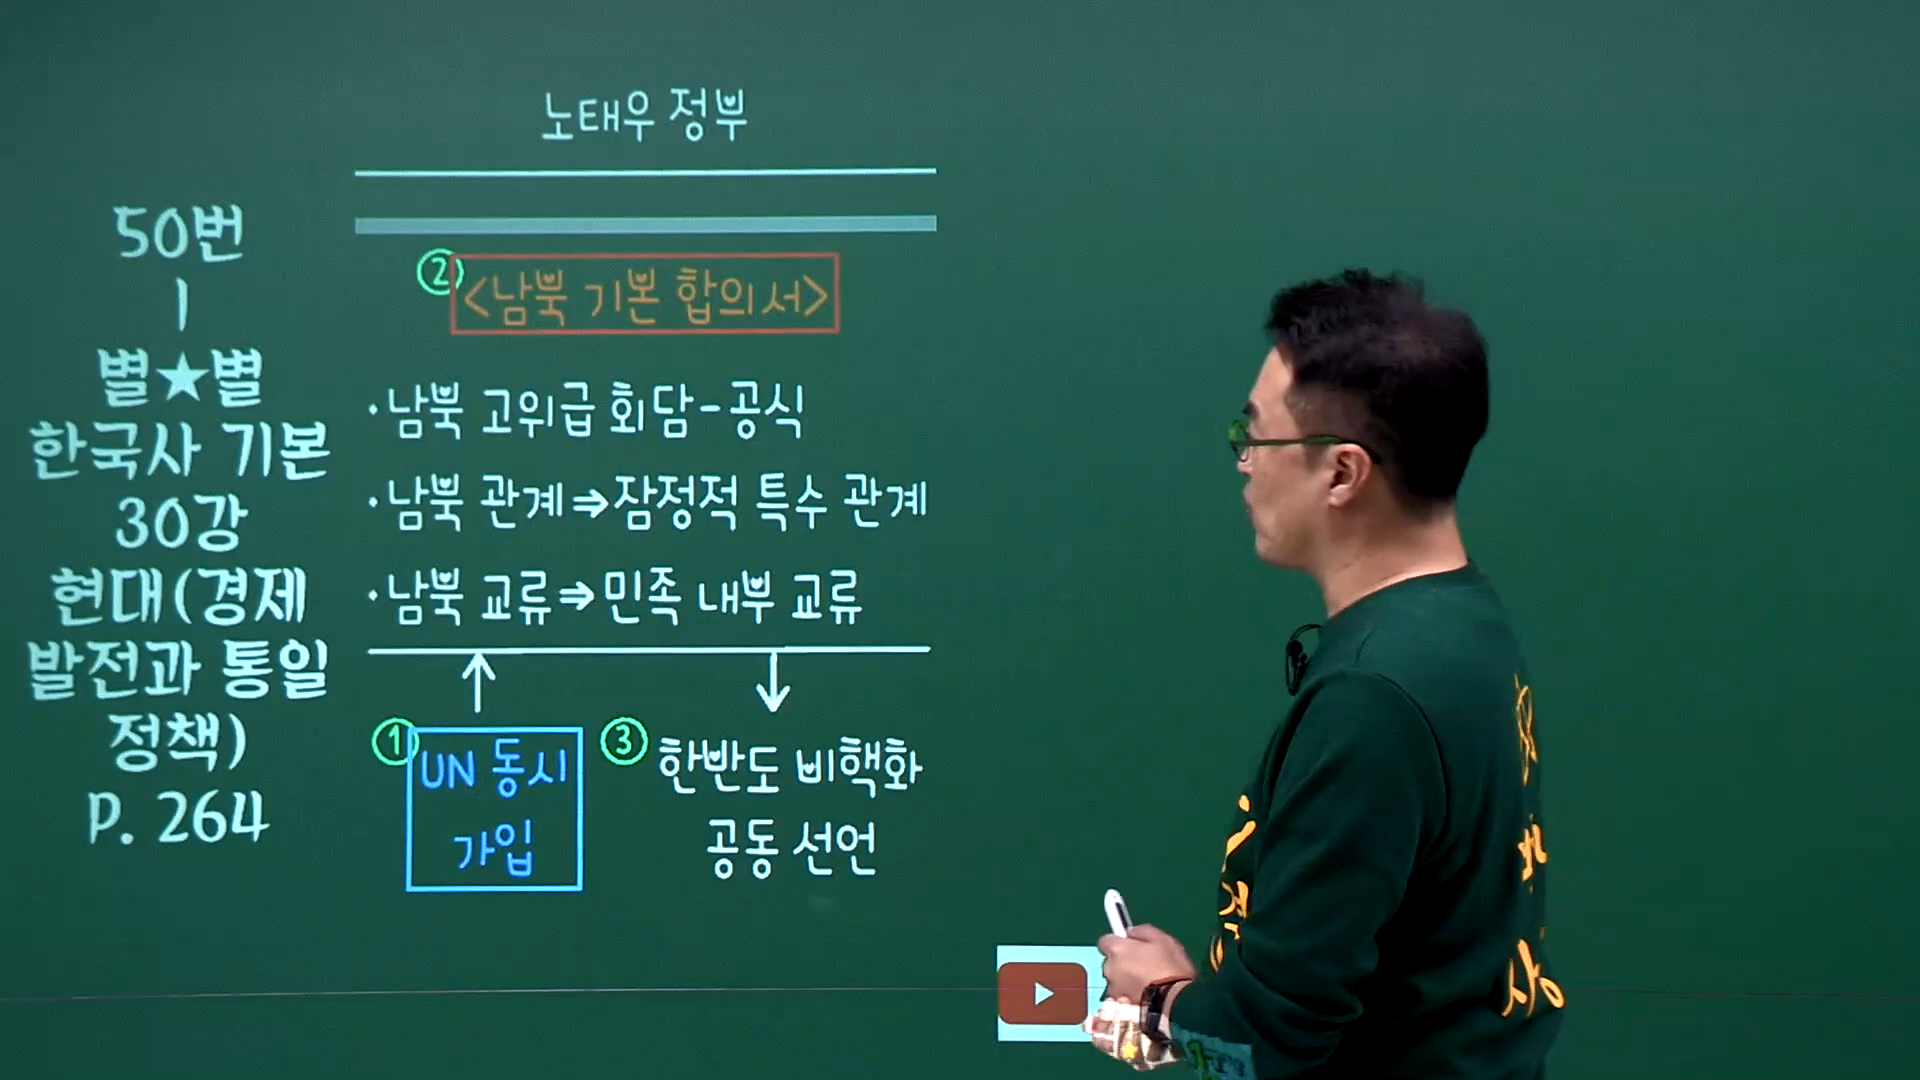 노태우 정부
50번
|
별★별
한국사 기본
30강
현대(경제
발전과 통일
정책)
P. 264
② <남북 기본 합의서>
·남북 고위급 회담-공식
·남북 관계⇒잠정적 특수 관계
·남북 교류⇒민족 내부 교류
① UN 동시
가입
③ 한반도 비핵화
공동 선언